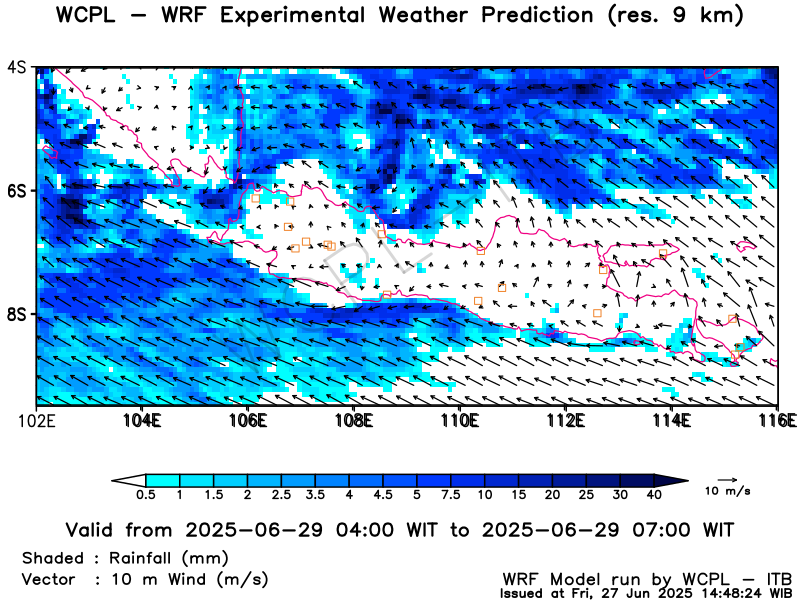 WCPL – WRF Experimental Weather Prediction (res. 9 km)
4S
6S
8S
102E 104E 106E 108E 110E 112E 114E 116E
0.5 1 1.5 2 2.5 3.5 4 4.5 5 7.5 10 15 20 25 30 40
10 m/s
Valid from 2025–06–29 04:00 WIT to 2025–06–29 07:00 WIT
Shaded : Rainfall (mm)
Vector : 10 m Wind (m/s)
WRF Model run by WCPL – ITB
Issued at Fri, 27 Jun 2025 14:48:24 WIB